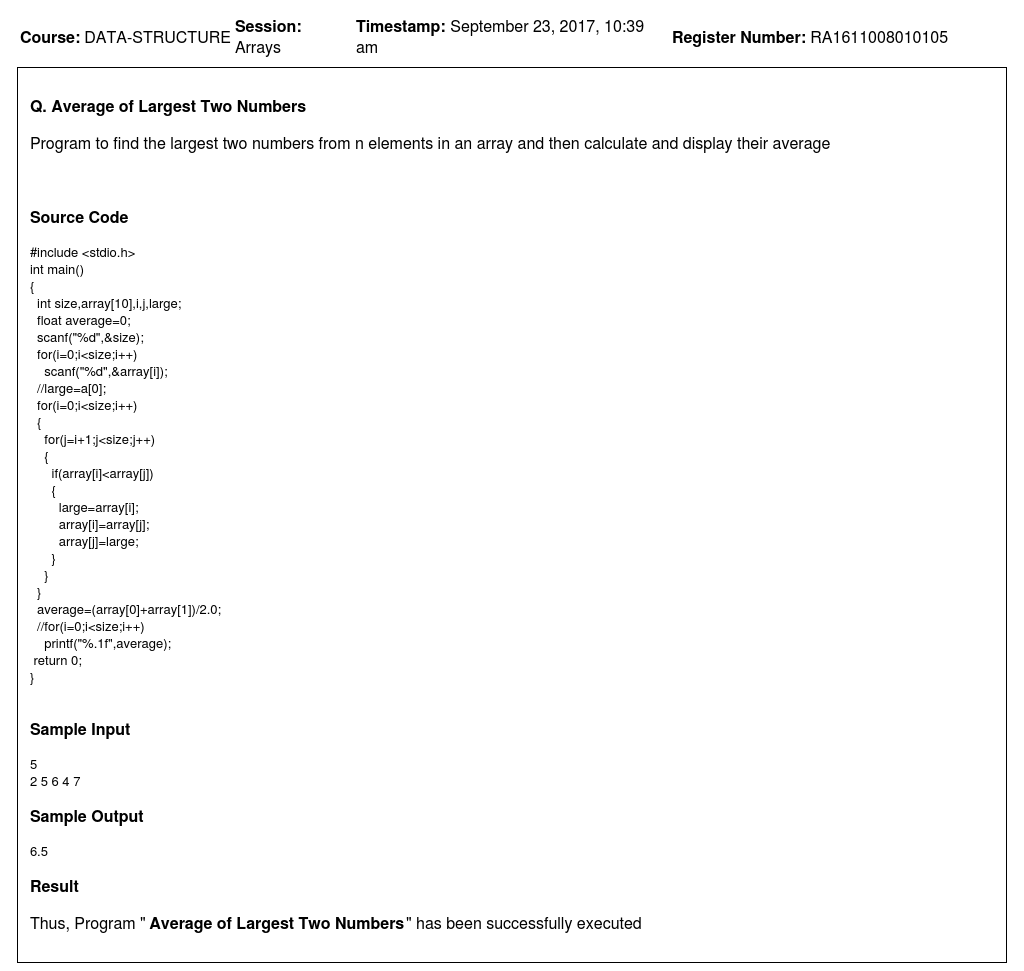 Course: DATA-STRUCTURE Session: Arrays Timestamp: September 23, 2017, 10:39 am Register Number: RA1611008010105
Q. Average of Largest Two Numbers
Program to find the largest two numbers from n elements in an array and then calculate and display their average
Source Code
#include <stdio.h>
int main()
{
  int size,array[10],i,j,large;
  float average=0;
  scanf("%d",&size);
  for(i=0;i<size;i++)
    scanf("%d",&array[i]);
  //large=a[0];
  for(i=0;i<size;i++)
  {
    for(j=i+1;j<size;j++)
    {
      if(array[i]<array[j])
      {
        large=array[i];
        array[i]=array[j];
        array[j]=large;
      }
    }
  }
  average=(array[0]+array[1])/2.0;
  //for(i=0;i<size;i++)
    printf("%.1f",average);
 return 0;
}
Sample Input
5
2 5 6 4 7
Sample Output
6.5
Result
Thus, Program " Average of Largest Two Numbers" has been successfully executed